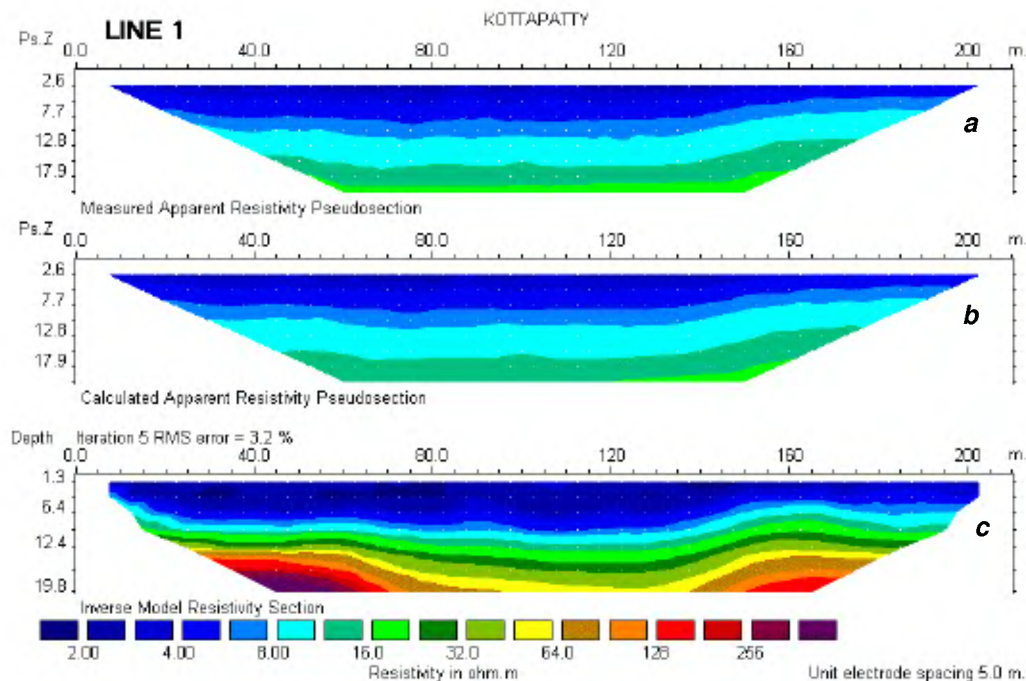 LINE 1
KOTTAPATTY
Ps.Z 0.0 40.0 80.0 120 160 200 m.
2.6
7.7
12.8
17.9
a
Measured Apparent Resistivity Pseudosection
Ps.Z 0.0 40.0 80.0 120 160 200 m.
2.6
7.7
12.8
17.9
b
Calculated Apparent Resistivity Pseudosection
Depth Iteration 5 RMS error = 3.2 %
0.0 40.0 80.0 120 160 200 m.
1.3
6.4
12.4
19.8
c
Inverse Model Resistivity Section
2.00 4.00 8.00 16.0 32.0 64.0 128 256
Resistivity in ohm.m
Unit electrode spacing 5.0 m.